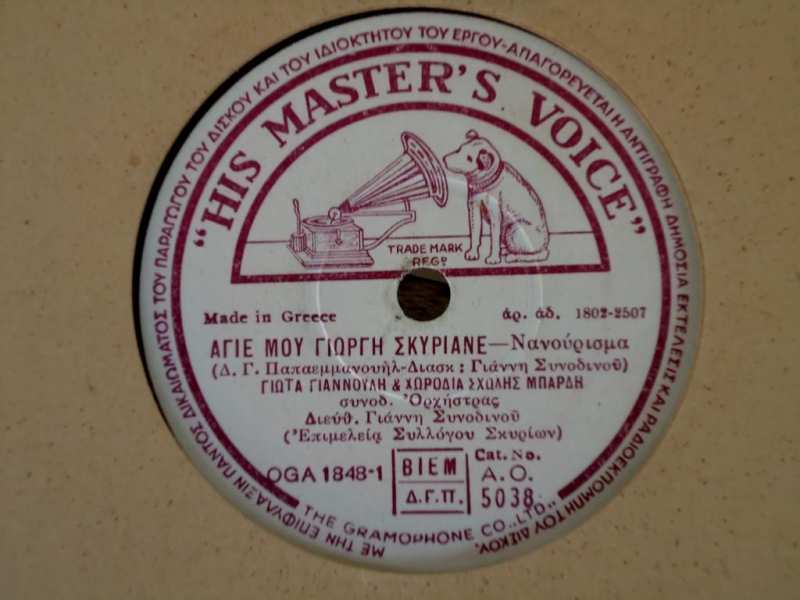 ΜΕ ΤΗΝ ΕΠΙΦΥΛΑΞΙΝ ΠΑΝΤΟΣ ΔΙΚΑΙΩΜΑΤΟΣ ΤΟΥ ΠΑΡΑΓΩΓΟΥ ΤΟΥ ΔΙΣΚΟΥ ΚΑΙ ΤΟΥ ΙΔΙΟΚΤΗΤΟΥ ΤΟΥ ΕΡΓΟΥ-ΑΠΑΓΟΡΕΥΕΤΑΙ Η ΑΝΤΙΓΡΑΦΗ ΔΗΜΟΣΙΑ ΕΚΤΕΛΕΣΙΣ ΚΑΙ ΡΑΔΙΟΕΚΠΟΜΠΗ ΤΟΥ ΔΙΣΚΟΥ.
"HIS MASTER'S VOICE"
TRADE MARK
REGD
Made in Greece ἀρ. ἀδ. 1802-2507
ΑΓΙΕ ΜΟΥ ΓΙΩΡΓΗ ΣΚΥΡΙΑΝΕ—Νανούρισμα
(Δ. Γ. Παπαεμμανουὴλ-Διασκ: Γιάννη Συνοδινοῦ)
ΓΙΩΤΑ ΓΙΑΝΝΟΥΛΗ & ΧΟΡΩΔΙΑ ΣΧΟΛΗΣ ΜΠΑΡΔΗ
συνοδ. Ὀρχήστρας
Διεύθ. Γιάννη Συνοδινοῦ
(Ἐπιμελείᾳ Συλλόγου Σκυρίων)
OGA 1848-1 BIEM Δ.Γ.Π. Cat. No. A.O. 5038
THE GRAMOPHONE CO., LTD.,